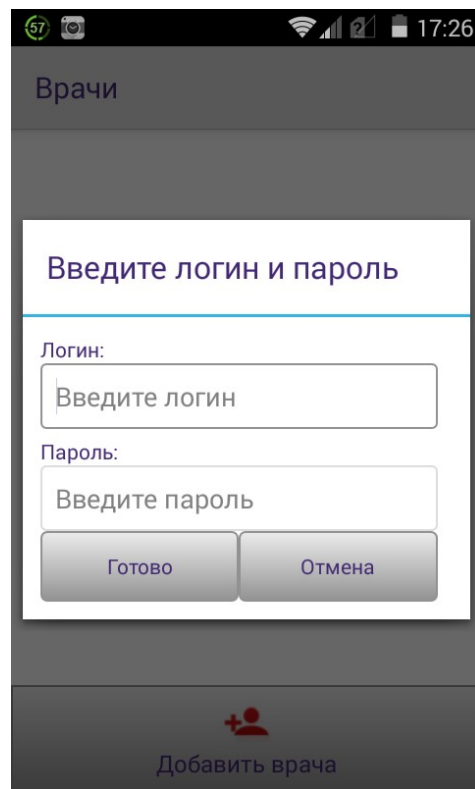 57 17:26
Врачи
Введите логин и пароль
Логин:
Введите логин
Пароль:
Введите пароль
Готово Отмена
Добавить врача